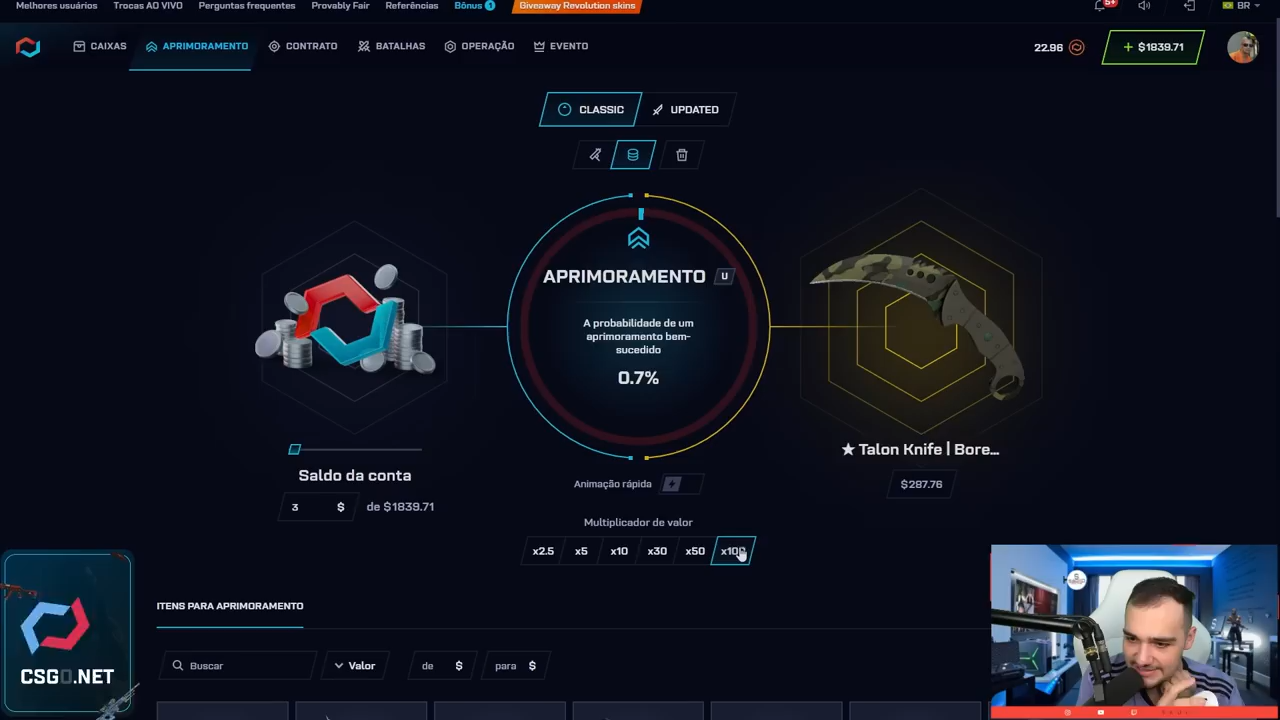 Melhores usuários Trocas AO VIVO Perguntas frequentes Provably Fair Referências Bônus 1 Giveaway Revolution skins 5+ BR
CAIXAS APRIMORAMENTO CONTRATO BATALHAS OPERAÇÃO EVENTO 22.96 + $1839.71
CLASSIC UPDATED
APRIMORAMENTO U
A probabilidade de um
aprimoramento bem-
sucedido
0.7%
★ Talon Knife | Bore...
$287.76
Saldo da conta
3 $ de $1839.71
Animação rápida
Multiplicador de valor
x2.5 x5 x10 x30 x50 x100
ITENS PARA APRIMORAMENTO
Buscar Valor de $ para $
CSGO.NET